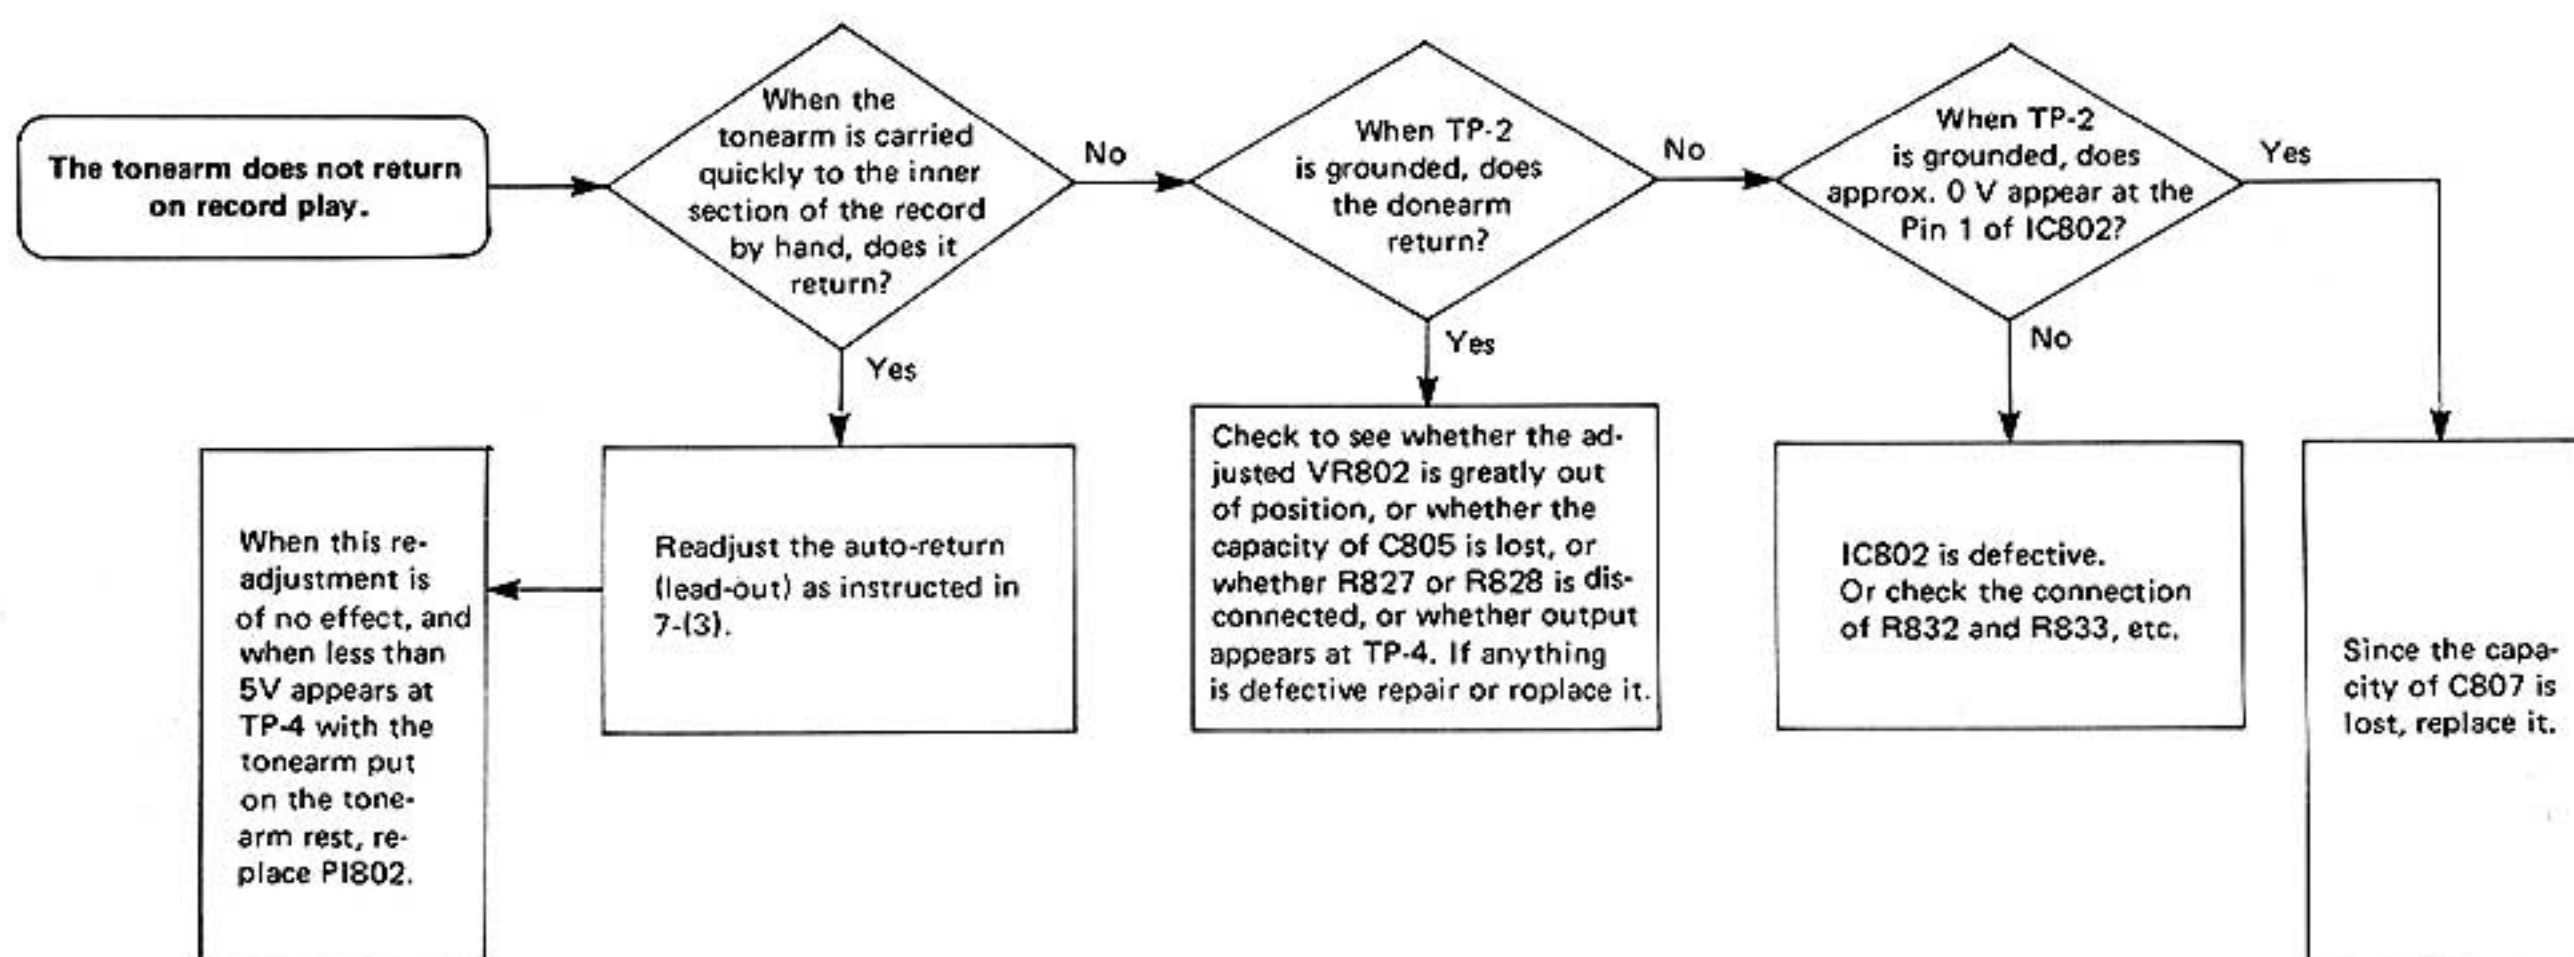 The tonearm does not return
on record play.
When the
tonearm is carried
quickly to the inner
section of the record
by hand, does it
return?
No
Yes
When TP-2
is grounded, does
the donearm
return?
No
Yes
When TP-2
is grounded, does
approx. 0 V appear at the
Pin 1 of IC802?
Yes
No
When this re-
adjustment is
of no effect, and
when less than
5V appears at
TP-4 with the
tonearm put
on the tone-
arm rest, re-
place PI802.
Readjust the auto-return
(lead-out) as instructed in
7-(3).
Check to see whether the ad-
justed VR802 is greatly out
of position, or whether the
capacity of C805 is lost, or
whether R827 or R828 is dis-
connected, or whether output
appears at TP-4. If anything
is defective repair or roplace it.
IC802 is defective.
Or check the connection
of R832 and R833, etc.
Since the capa-
city of C807 is
lost, replace it.